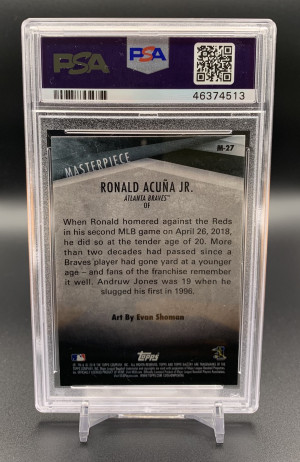 PSA
PSA
46374513
M-27
MASTERPIECE
RONALD ACUÑA JR.
ATLANTA BRAVES®
OF
When Ronald homered against the Reds
in his second MLB game on April 26, 2018,
he did so at the tender age of 20. More
than two decades had passed since a
Braves player had gone yard at a younger
age – and fans of the franchise remember
it well. Andruw Jones was 19 when he
slugged his first in 1996.
Art By Evan Shoman
Topps